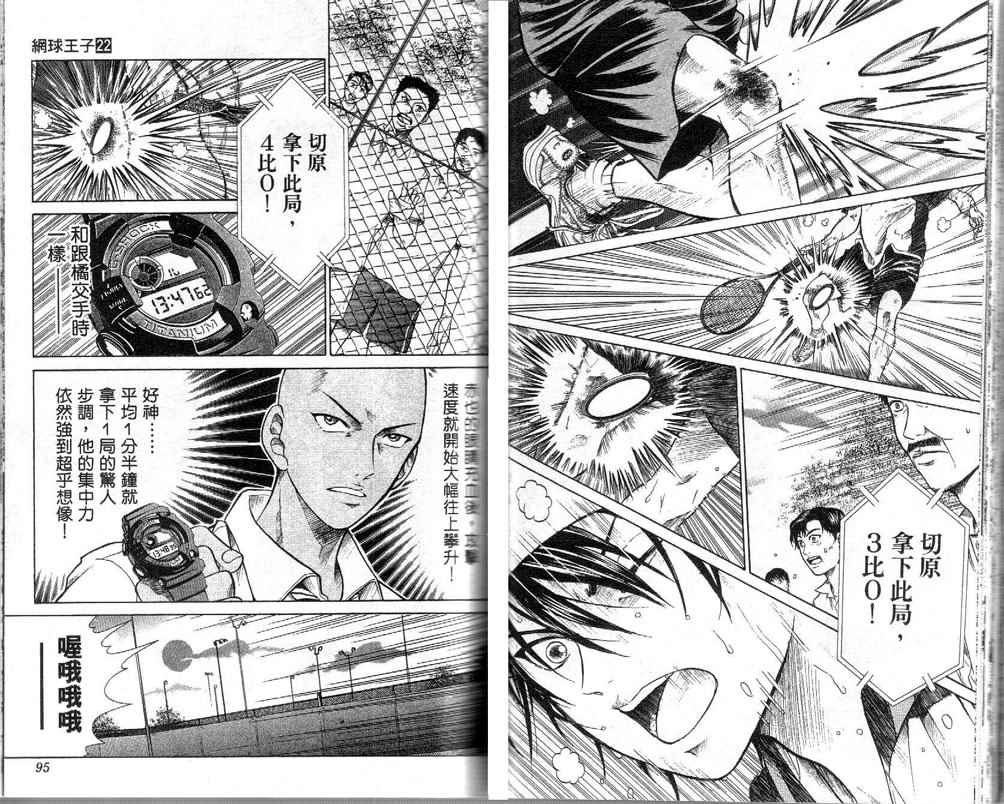 切原
拿下此局，
3比0！
網球王子22
切原
拿下此局，
4比0！
G-SHOCK
13:47 62
TITANIUM
和跟橘交手時
一樣——
速度就開始大幅往上攀升！
好神……
平均1分半鐘就
拿下1局的驚人
步調，他的集中力
依然強到超乎想像！
喔哦哦哦——
95